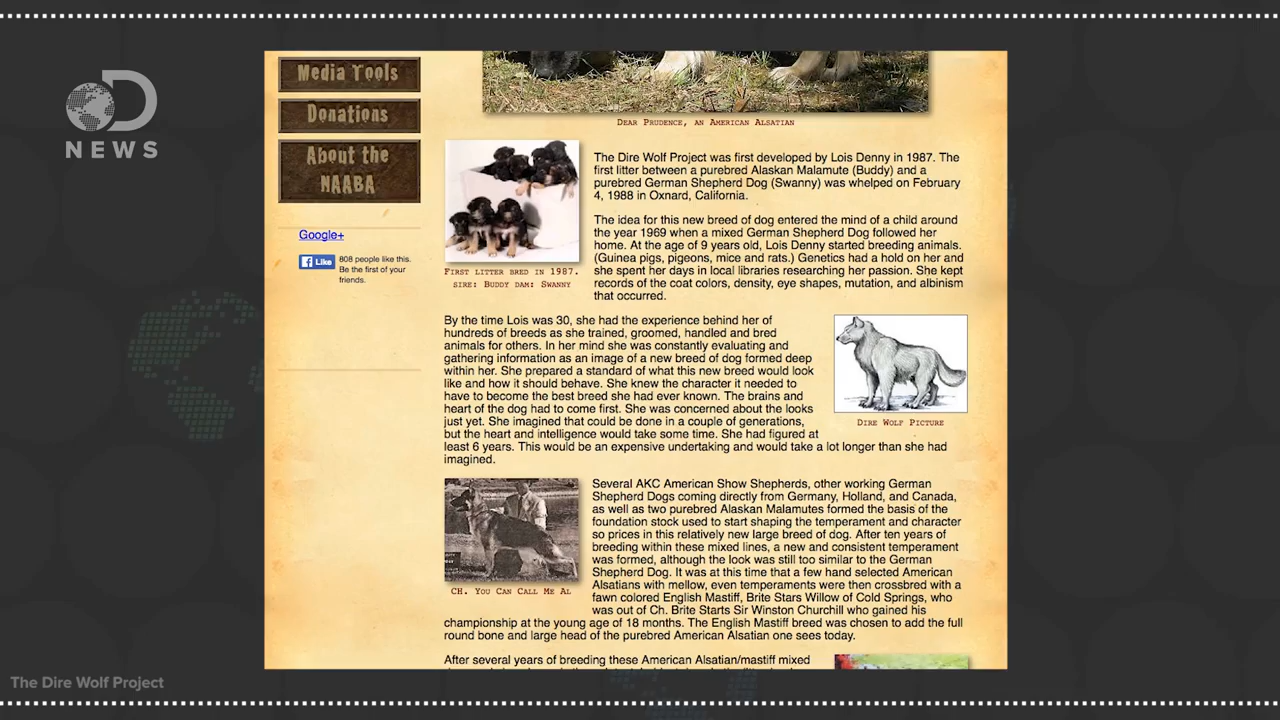 NEWS
Media Tools
Donations
About the
NAABA
Google+
Like
808 people like this.
Be the first of your
friends.
Dear Prudence, an American Alsatian
The Dire Wolf Project was first developed by Lois Denny in 1987. The
first litter between a purebred Alaskan Malamute (Buddy) and a
purebred German Shepherd Dog (Swanny) was whelped on February
4, 1988 in Oxnard, California.
The idea for this new breed of dog entered the mind of a child around
the year 1969 when a mixed German Shepherd Dog followed her
home. At the age of 9 years old, Lois Denny started breeding animals.
(Guinea pigs, pigeons, mice and rats.) Genetics had a hold on her and
she spent her days in local libraries researching her passion. She kept
records of the coat colors, density, eye shapes, mutation, and albinism
that occurred.
First litter bred in 1987.
sire: Buddy dam: Swanny
By the time Lois was 30, she had the experience behind her of
hundreds of breeds as she trained, groomed, handled and bred
animals for others. In her mind she was constantly evaluating and
gathering information as an image of a new breed of dog formed deep
within her. She prepared a standard of what this new breed would look
like and how it should behave. She knew the character it needed to
have to become the best breed she had ever known. The brains and
heart of the dog had to come first. She was concerned about the looks
just yet. She imagined that could be done in a couple of generations,
but the heart and intelligence would take some time. She had figured at
least 6 years. This would be an expensive undertaking and would take a lot longer than she had
imagined.
Dire Wolf Picture
Several AKC American Show Shepherds, other working German
Shepherd Dogs coming directly from Germany, Holland, and Canada,
as well as two purebred Alaskan Malamutes formed the basis of the
foundation stock used to start shaping the temperament and character
so prices in this relatively new large breed of dog. After ten years of
breeding within these mixed lines, a new and consistent temperament
was formed, although the look was still too similar to the German
Shepherd Dog. It was at this time that a few hand selected American
Alsatians with mellow, even temperaments were then crossbred with a
fawn colored English Mastiff, Brite Stars Willow of Cold Springs, who
was out of Ch. Brite Starts Sir Winston Churchill who gained his
championship at the young age of 18 months. The English Mastiff breed was chosen to add the full
round bone and large head of the purebred American Alsatian one sees today.
CH. You Can Call Me Al
After several years of breeding these American Alsatian/mastiff mixed
The Dire Wolf Project